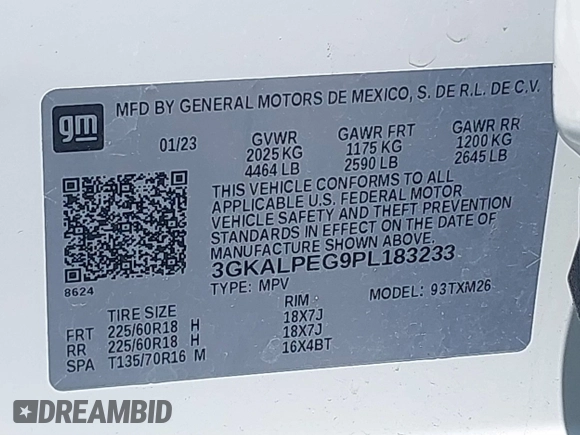 gm
MFD BY GENERAL MOTORS DE MEXICO, S. DE R.L. DE C.V.
01/23 GVWR GAWR FRT GAWR RR
2025 KG 1175 KG 1200 KG
4464 LB 2590 LB 2645 LB
THIS VEHICLE CONFORMS TO ALL
APPLICABLE U.S. FEDERAL MOTOR
VEHICLE SAFETY AND THEFT PREVENTION
STANDARDS IN EFFECT ON THE DATE OF
MANUFACTURE SHOWN ABOVE.
3GKALPEG9PL183233
8624 TYPE: MPV MODEL: 93TXM26
TIRE SIZE RIM
FRT 225/60R18 H 18X7J
RR 225/60R18 H 18X7J
SPA T135/70R16 M 16X4BT
DREAMBID